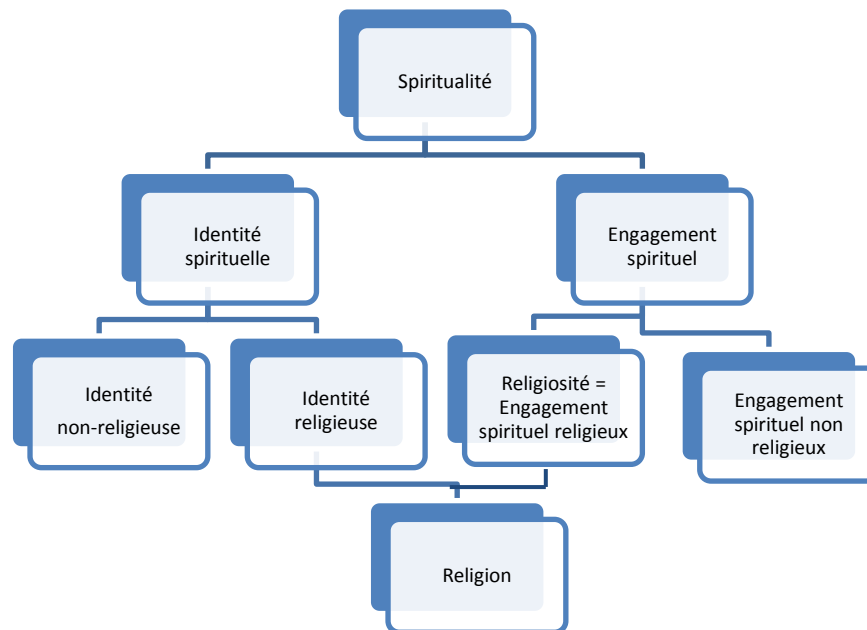 Spiritualité
Identité
spirituelle
Engagement
spirituel
Identité
non-religieuse
Identité
religieuse
Religiosité =
Engagement
spirituel religieux
Engagement
spirituel non
religieux
Religion